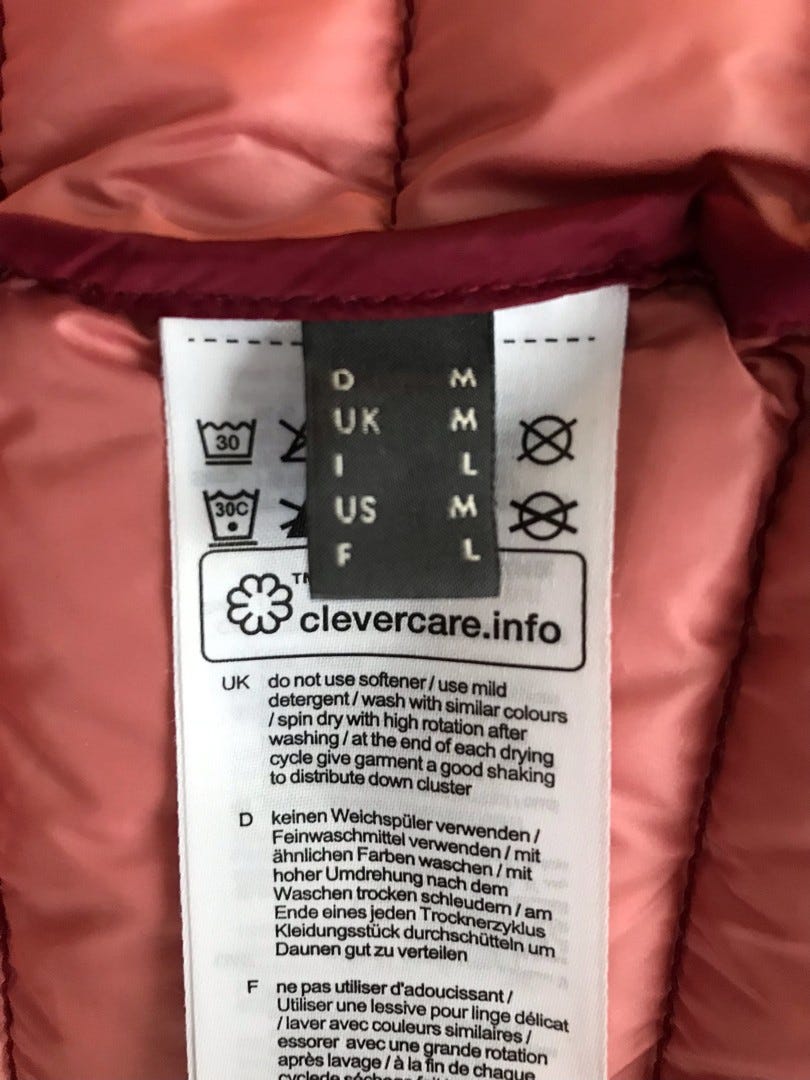 D M
UK M
I L
US M
F L
30
30C
TM
clevercare.info
UK do not use softener / use mild
detergent / wash with similar colours
/ spin dry with high rotation after
washing / at the end of each drying
cycle give garment a good shaking
to distribute down cluster
D keinen Weichspüler verwenden /
Feinwaschmittel verwenden / mit
ähnlichen Farben waschen / mit
hoher Umdrehung nach dem
Waschen trocken schleudern / am
Ende eines jeden Trocknerzyklus
Kleidungsstück durchschütteln um
Daunen gut zu verteilen
F ne pas utiliser d'adoucissant /
Utiliser une lessive pour linge délicat
/ laver avec couleurs similaires /
essorer avec une grande rotation
après lavage / à la fin de chaque